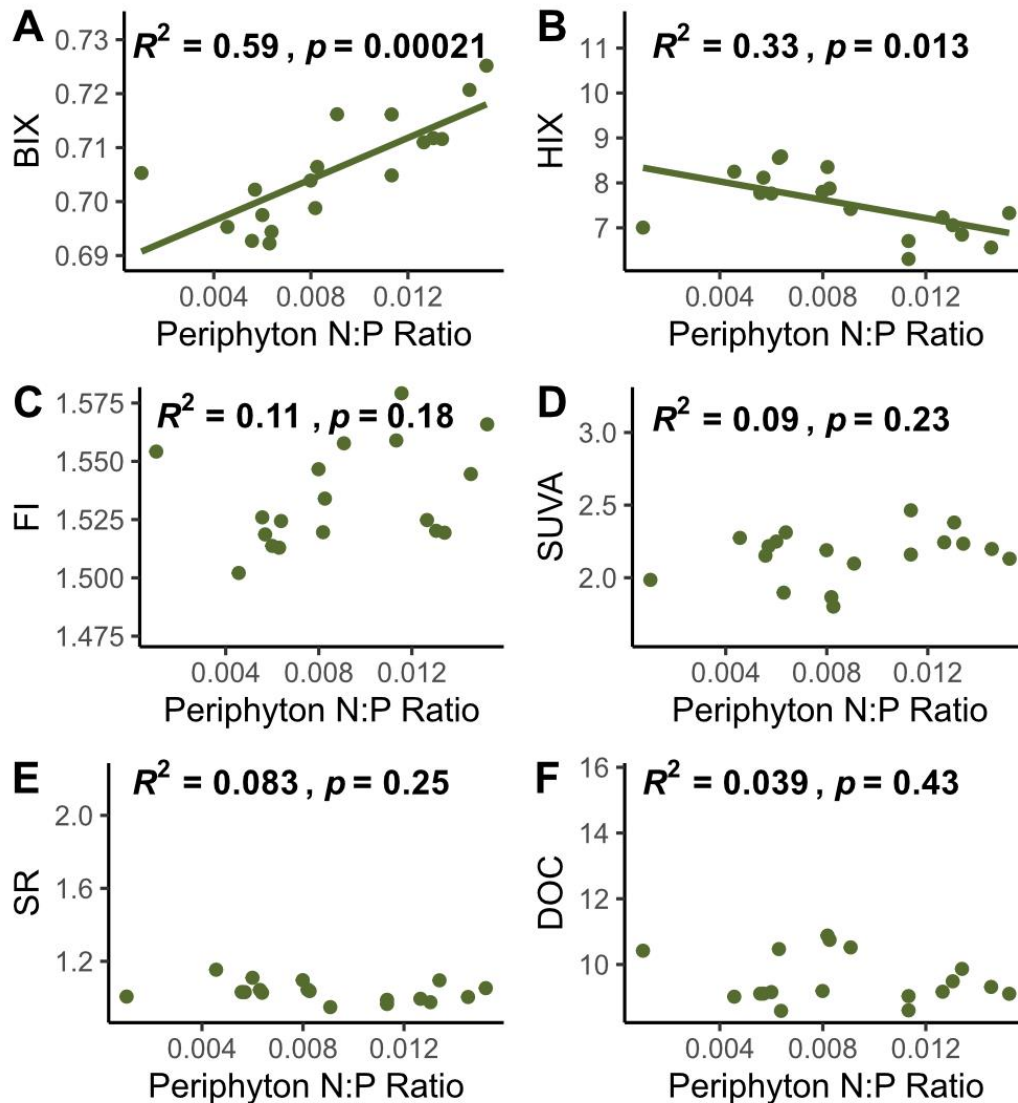 A
R² = 0.59 , p = 0.00021
0.73
0.72
0.71
0.70
0.69
BIX
0.004 0.008 0.012
Periphyton N:P Ratio
B
R² = 0.33 , p = 0.013
11
10
9
8
7
HIX
0.004 0.008 0.012
Periphyton N:P Ratio
C
R² = 0.11 , p = 0.18
1.575
1.550
1.525
1.500
1.475
FI
0.004 0.008 0.012
Periphyton N:P Ratio
D
R² = 0.09 , p = 0.23
3.0
2.5
2.0
SUVA
0.004 0.008 0.012
Periphyton N:P Ratio
E
R² = 0.083 , p = 0.25
2.0
1.6
1.2
SR
0.004 0.008 0.012
Periphyton N:P Ratio
F
R² = 0.039 , p = 0.43
16
14
12
10
DOC
0.004 0.008 0.012
Periphyton N:P Ratio